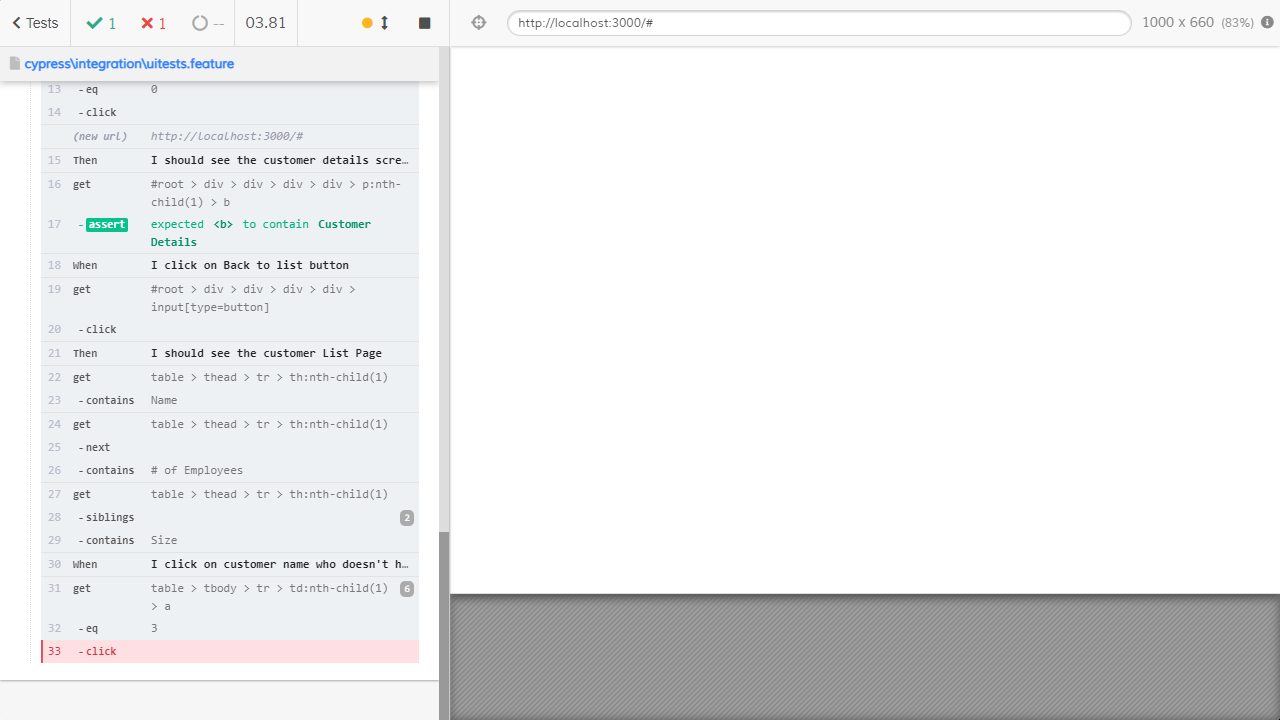 Tests 1 1 -- 03.81 http://localhost:3000/# 1000 x 660 (83%)
cypress\integration\uitests.feature
13 - eq 0
14 - click
(new url) http://localhost:3000/#
15 Then I should see the customer details scre…
16 get #root > div > div > div > div > p:nth-
child(1) > b
17 - assert expected <b> to contain Customer
Details
18 When I click on Back to list button
19 get #root > div > div > div > div >
input[type=button]
20 - click
21 Then I should see the customer List Page
22 get table > thead > tr > th:nth-child(1)
23 - contains Name
24 get table > thead > tr > th:nth-child(1)
25 - next
26 - contains # of Employees
27 get table > thead > tr > th:nth-child(1)
28 - siblings 2
29 - contains Size
30 When I click on customer name who doesn't h…
31 get table > tbody > tr > td:nth-child(1) 6
> a
32 - eq 3
33 - click